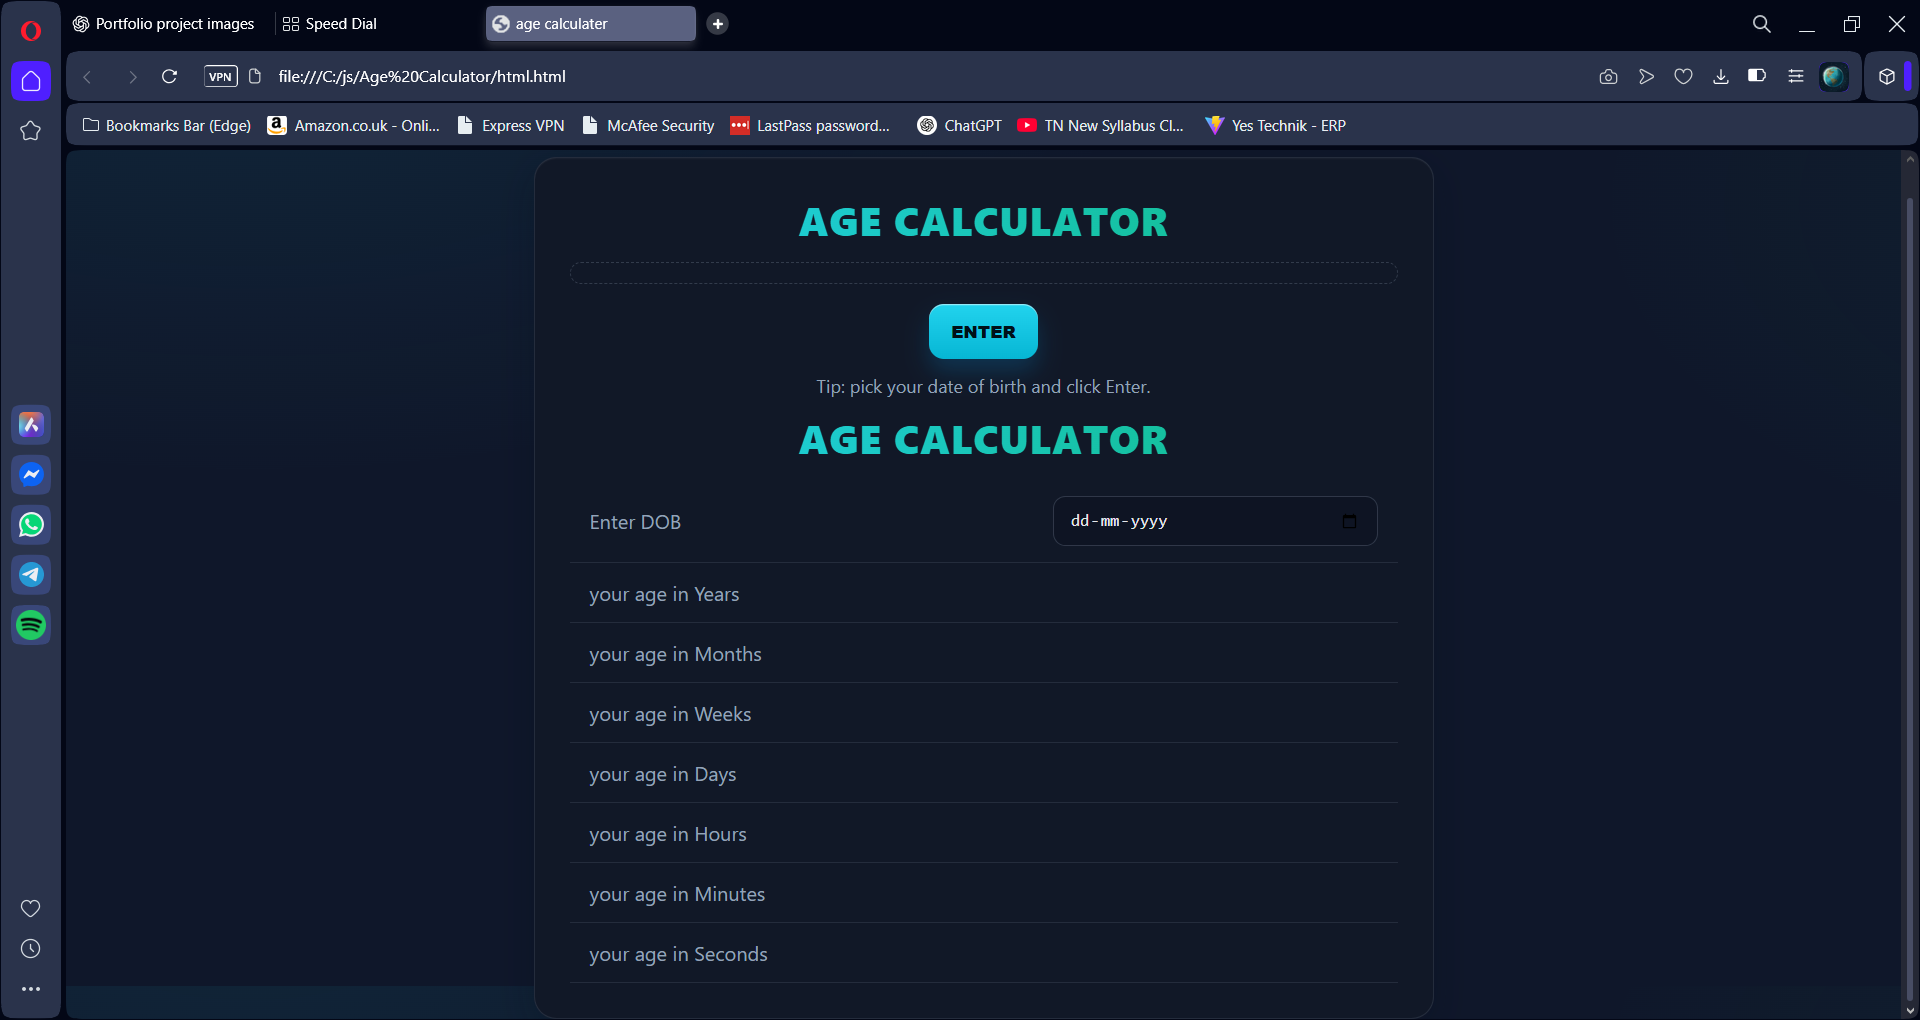 Portfolio project images
Speed Dial
age calculater
VPN
file:///C:/js/Age%20Calculator/html.html
Bookmarks Bar (Edge)
Amazon.co.uk - Onli...
Express VPN
McAfee Security
LastPass password...
ChatGPT
TN New Syllabus Cl...
Yes Technik - ERP
AGE CALCULATOR
ENTER
Tip: pick your date of birth and click Enter.
AGE CALCULATOR
Enter DOB
dd-mm-yyyy
your age in Years
your age in Months
your age in Weeks
your age in Days
your age in Hours
your age in Minutes
your age in Seconds